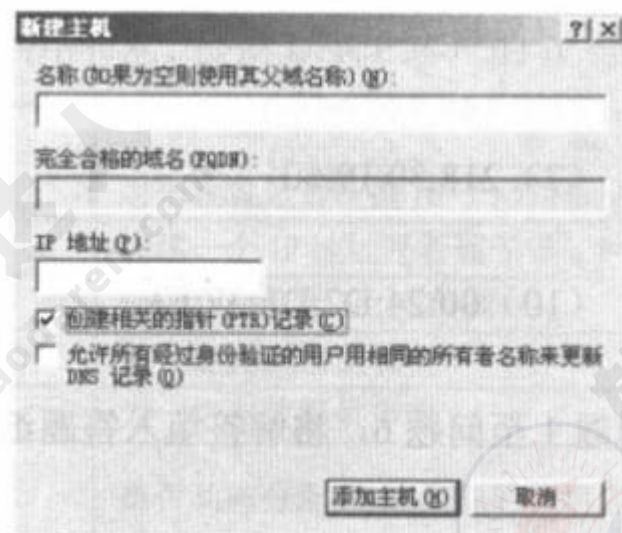 新建主机
名称(如果为空则使用其父域名称)(N):
完全合格的域名(FQDN):
IP 地址(P):
创建相关的指针(PTR)记录(C)
允许所有经过身份验证的用户用相同的所有者名称来更新
DNS 记录(O)
添加主机(H)
取消